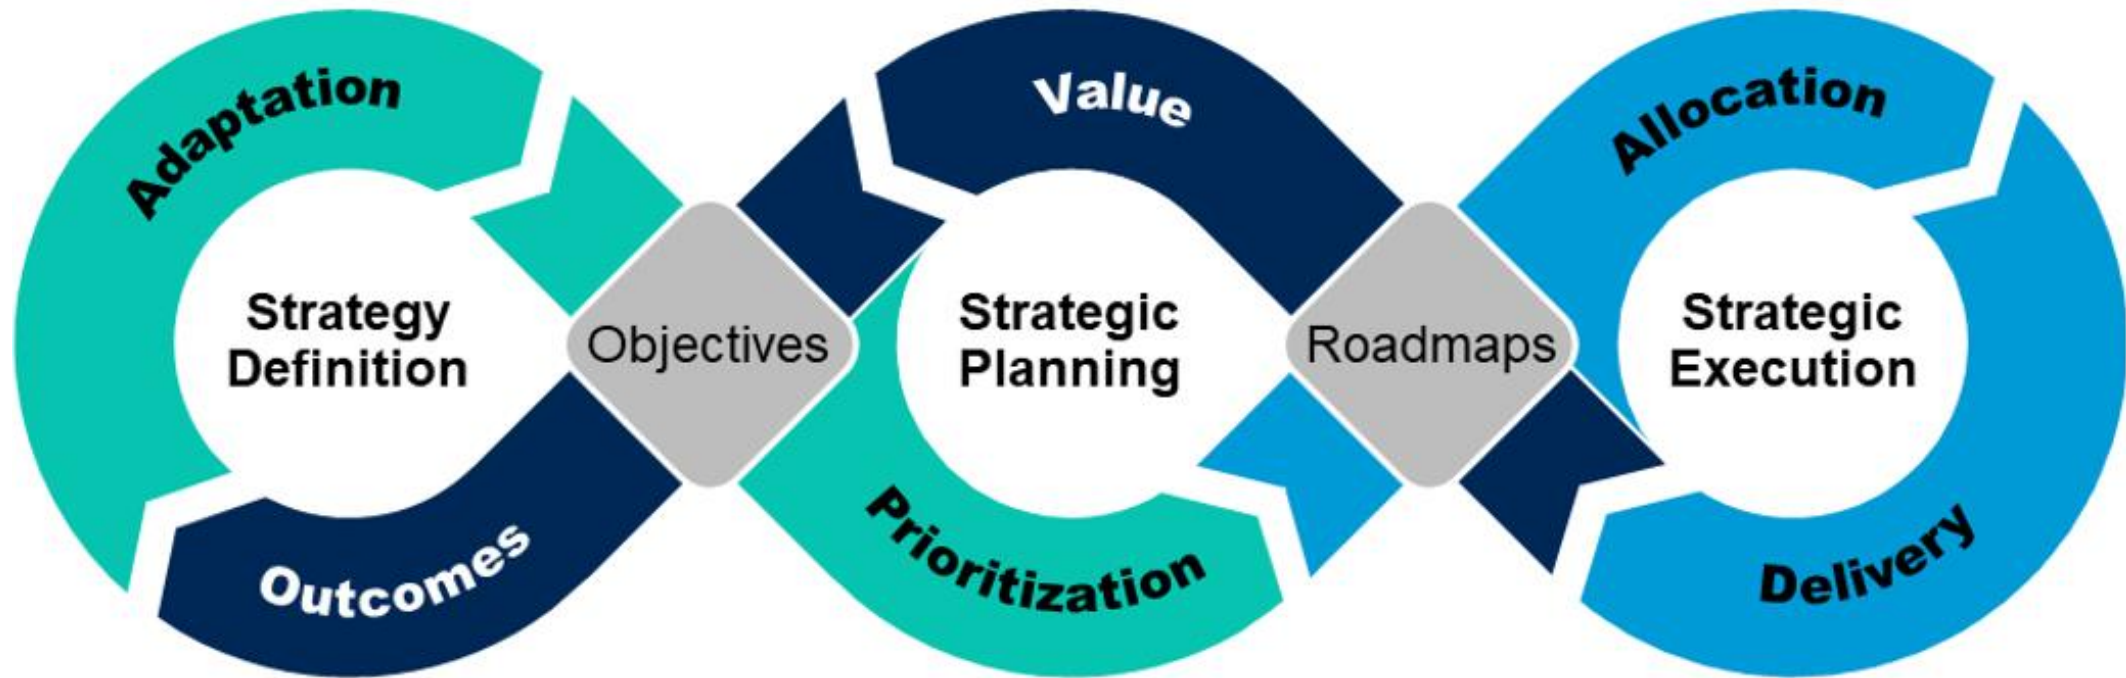 Adaptation
Strategy
Definition
Outcomes
Objectives
Value
Strategic
Planning
Prioritization
Roadmaps
Allocation
Strategic
Execution
Delivery